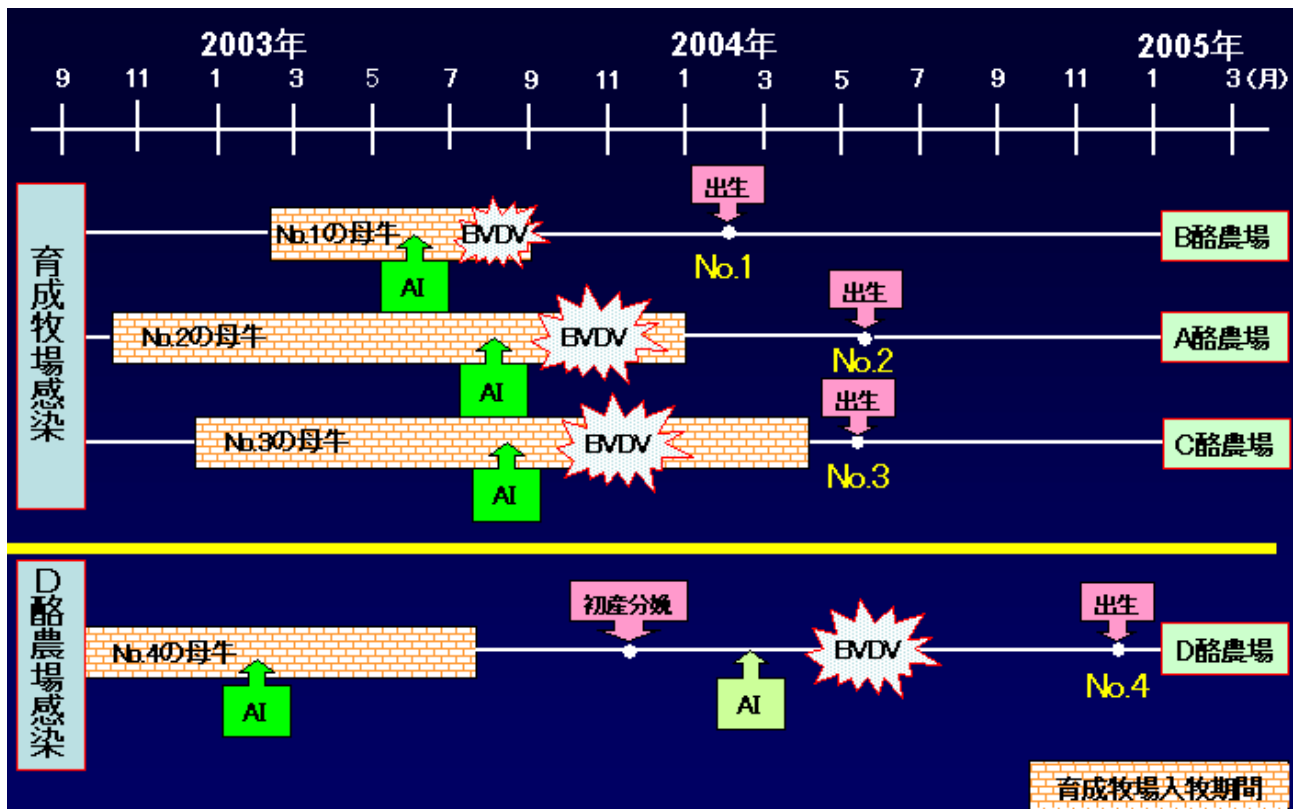 2003年 2004年 2005年
9 11 1 3 5 7 9 11 1 3 5 7 9 11 1 3(月)
育成牧場感染
出生
No.1の母牛 BVDV B酪農場
AI
No.1
出生
No.2の母牛 BVDV A酪農場
AI
No.2
出生
No.3の母牛 BVDV C酪農場
AI
No.3
D酪農場感染
初産分娩 出生
No.4の母牛 BVDV D酪農場
AI AI
No.4
育成牧場入牧期間